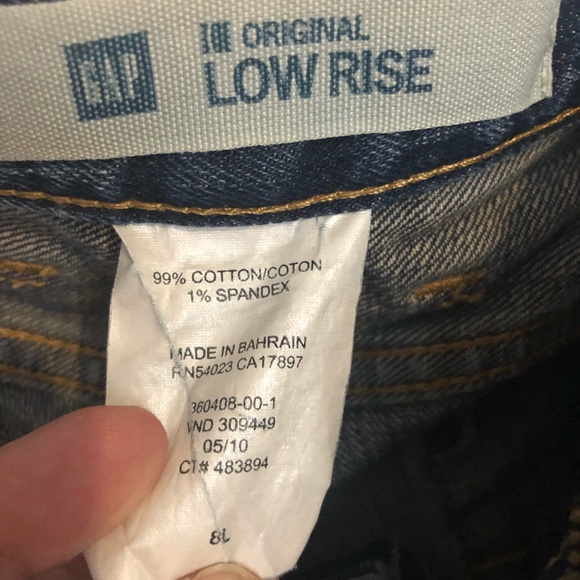 GAP
THE ORIGINAL
LOW RISE
99% COTTON/COTON
1% SPANDEX
MADE IN BAHRAIN
RN54023 CA17897
360408-00-1
VND 309449
05/10
CT# 483894
8L